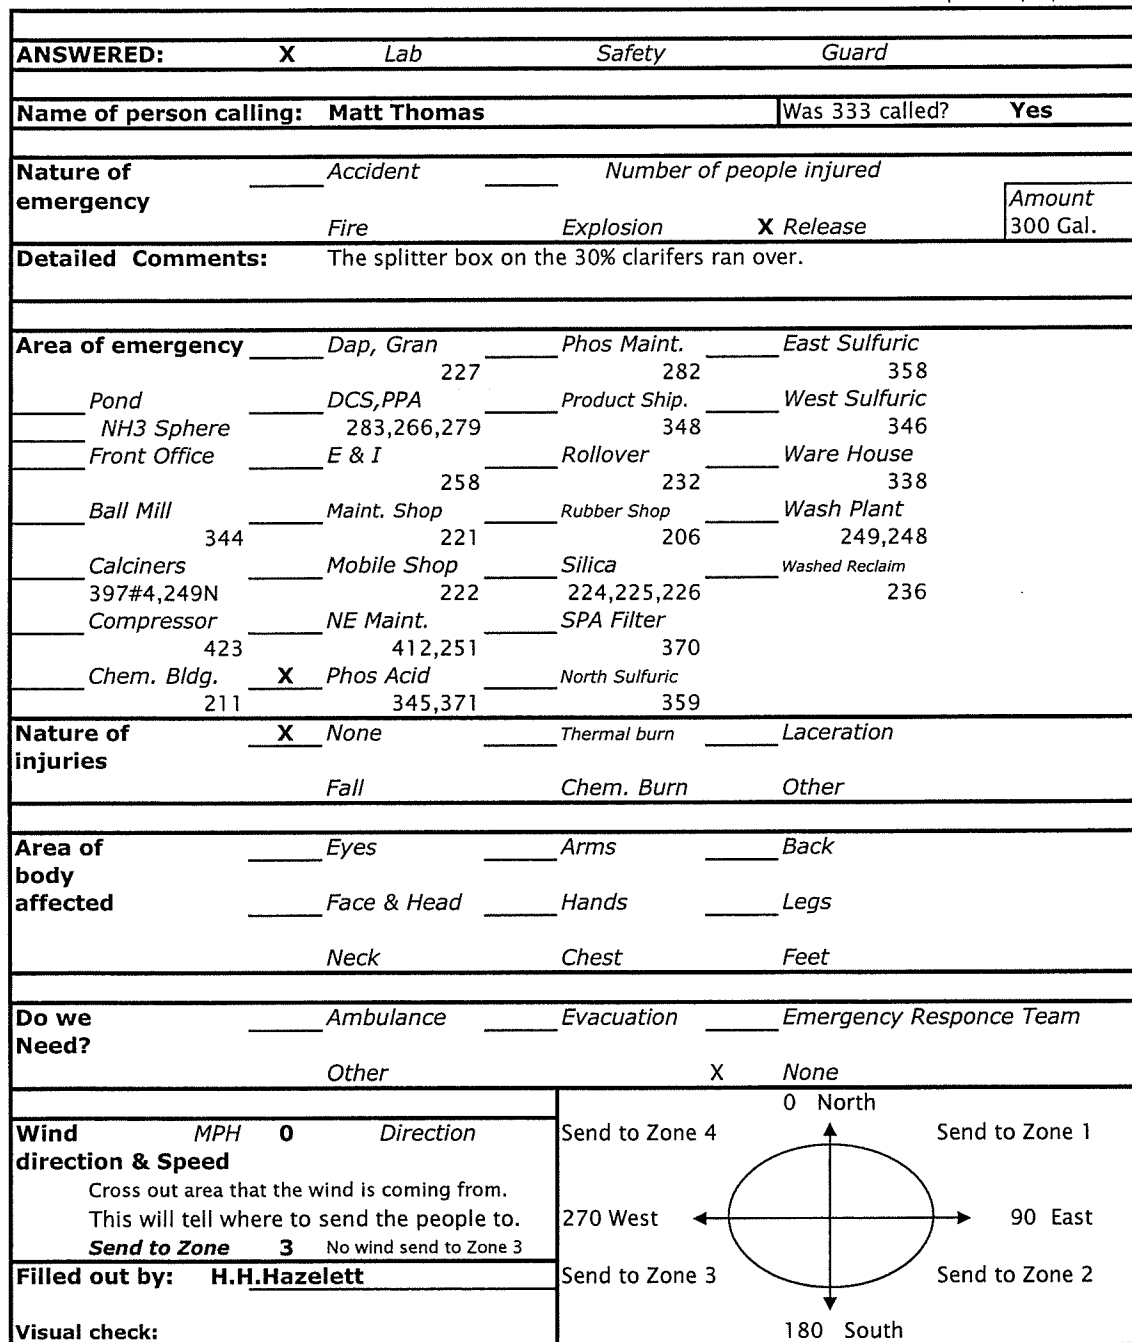 ANSWERED: X Lab Safety Guard
Name of person calling: Matt Thomas Was 333 called? Yes
Nature of emergency Accident Number of people injured
Amount
Fire Explosion X Release 300 Gal.
Detailed Comments: The splitter box on the 30% clarifers ran over.
Area of emergency Dap, Gran Phos Maint. East Sulfuric
227 282 358
Pond DCS,PPA Product Ship. West Sulfuric
NH3 Sphere 283,266,279 348 346
Front Office E & I Rollover Ware House
258 232 338
Ball Mill Maint. Shop Rubber Shop Wash Plant
344 221 206 249,248
Calciners Mobile Shop Silica Washed Reclaim
397#4,249N 222 224,225,226 236
Compressor NE Maint. SPA Filter
423 412,251 370
Chem. Bldg. X Phos Acid North Sulfuric
211 345,371 359
Nature of injuries X None Thermal burn Laceration
Fall Chem. Burn Other
Area of body affected Eyes Arms Back
Face & Head Hands Legs
Neck Chest Feet
Do we Need? Ambulance Evacuation Emergency Responce Team
Other X None
0 North
Wind direction & Speed MPH 0 Direction Send to Zone 4 Send to Zone 1
Cross out area that the wind is coming from.
This will tell where to send the people to. 270 West 90 East
Send to Zone 3 No wind send to Zone 3
Filled out by: H.H.Hazelett Send to Zone 3 Send to Zone 2
Visual check: 180 South